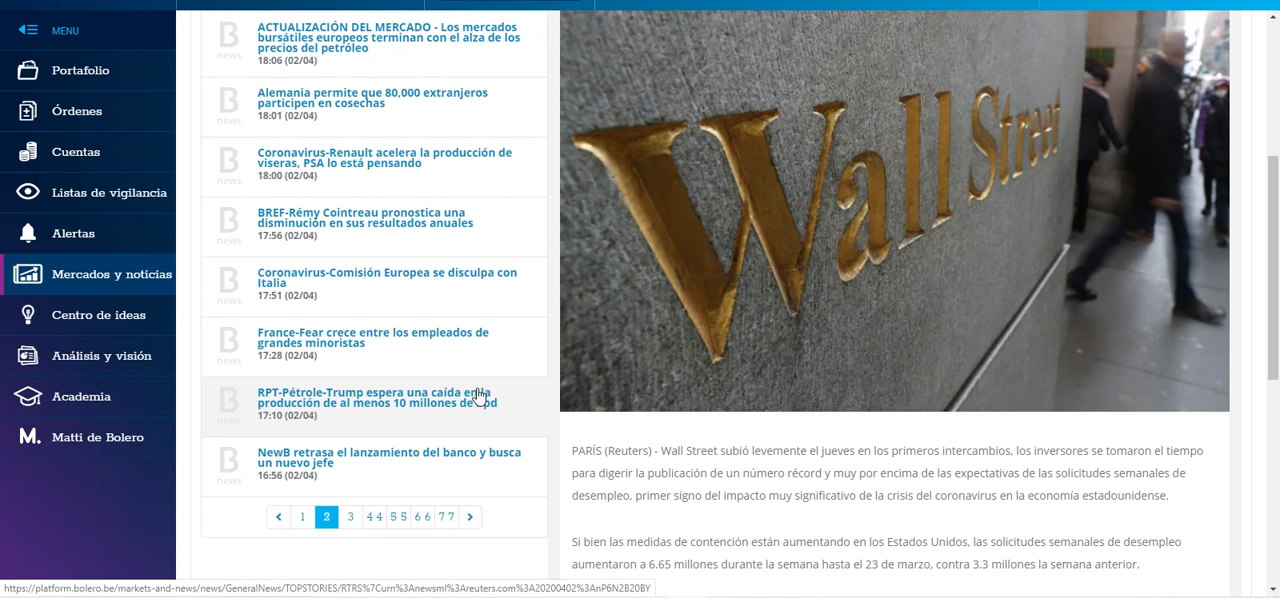 MENU
Portafolio
Órdenes
Cuentas
Listas de vigilancia
Alertas
Mercados y noticias
Centro de ideas
Análisis y visión
Academia
M. Matti de Bolero
B news
ACTUALIZACIÓN DEL MERCADO - Los mercados
bursátiles europeos terminan con el alza de los
precios del petróleo
18:06 (02/04)
B news
Alemania permite que 80,000 extranjeros
participen en cosechas
18:01 (02/04)
B news
Coronavirus-Renault acelera la producción de
viseras, PSA lo está pensando
18:00 (02/04)
B news
BREF-Rémy Cointreau pronostica una
disminución en sus resultados anuales
17:56 (02/04)
B news
Coronavirus-Comisión Europea se disculpa con
Italia
17:51 (02/04)
B news
France-Fear crece entre los empleados de
grandes minoristas
17:28 (02/04)
B news
RPT-Pétrole-Trump espera una caída en la
producción de al menos 10 millones de
17:10 (02/04)
B news
NewB retrasa el lanzamiento del banco y busca
un nuevo jefe
16:56 (02/04)
1 2 3 4 4 5 5 6 6 7 7
Wall Street
PARÍS (Reuters) - Wall Street subió levemente el jueves en los primeros intercambios, los inversores se tomaron el tiempo
para digerir la publicación de un número récord y muy por encima de las expectativas de las solicitudes semanales de
desempleo, primer signo del impacto muy significativo de la crisis del coronavirus en la economía estadounidense.
Si bien las medidas de contención están aumentando en los Estados Unidos, las solicitudes semanales de desempleo
aumentaron a 6.65 millones durante la semana hasta el 23 de marzo, contra 3.3 millones la semana anterior.
https://platform.bolero.be/markets-and-news/news/GeneralNews/TOPSTORIES/RTRS%7Curn%3Anewsml%3Areuters.com%3A20200402%3AnP6N2B20BY